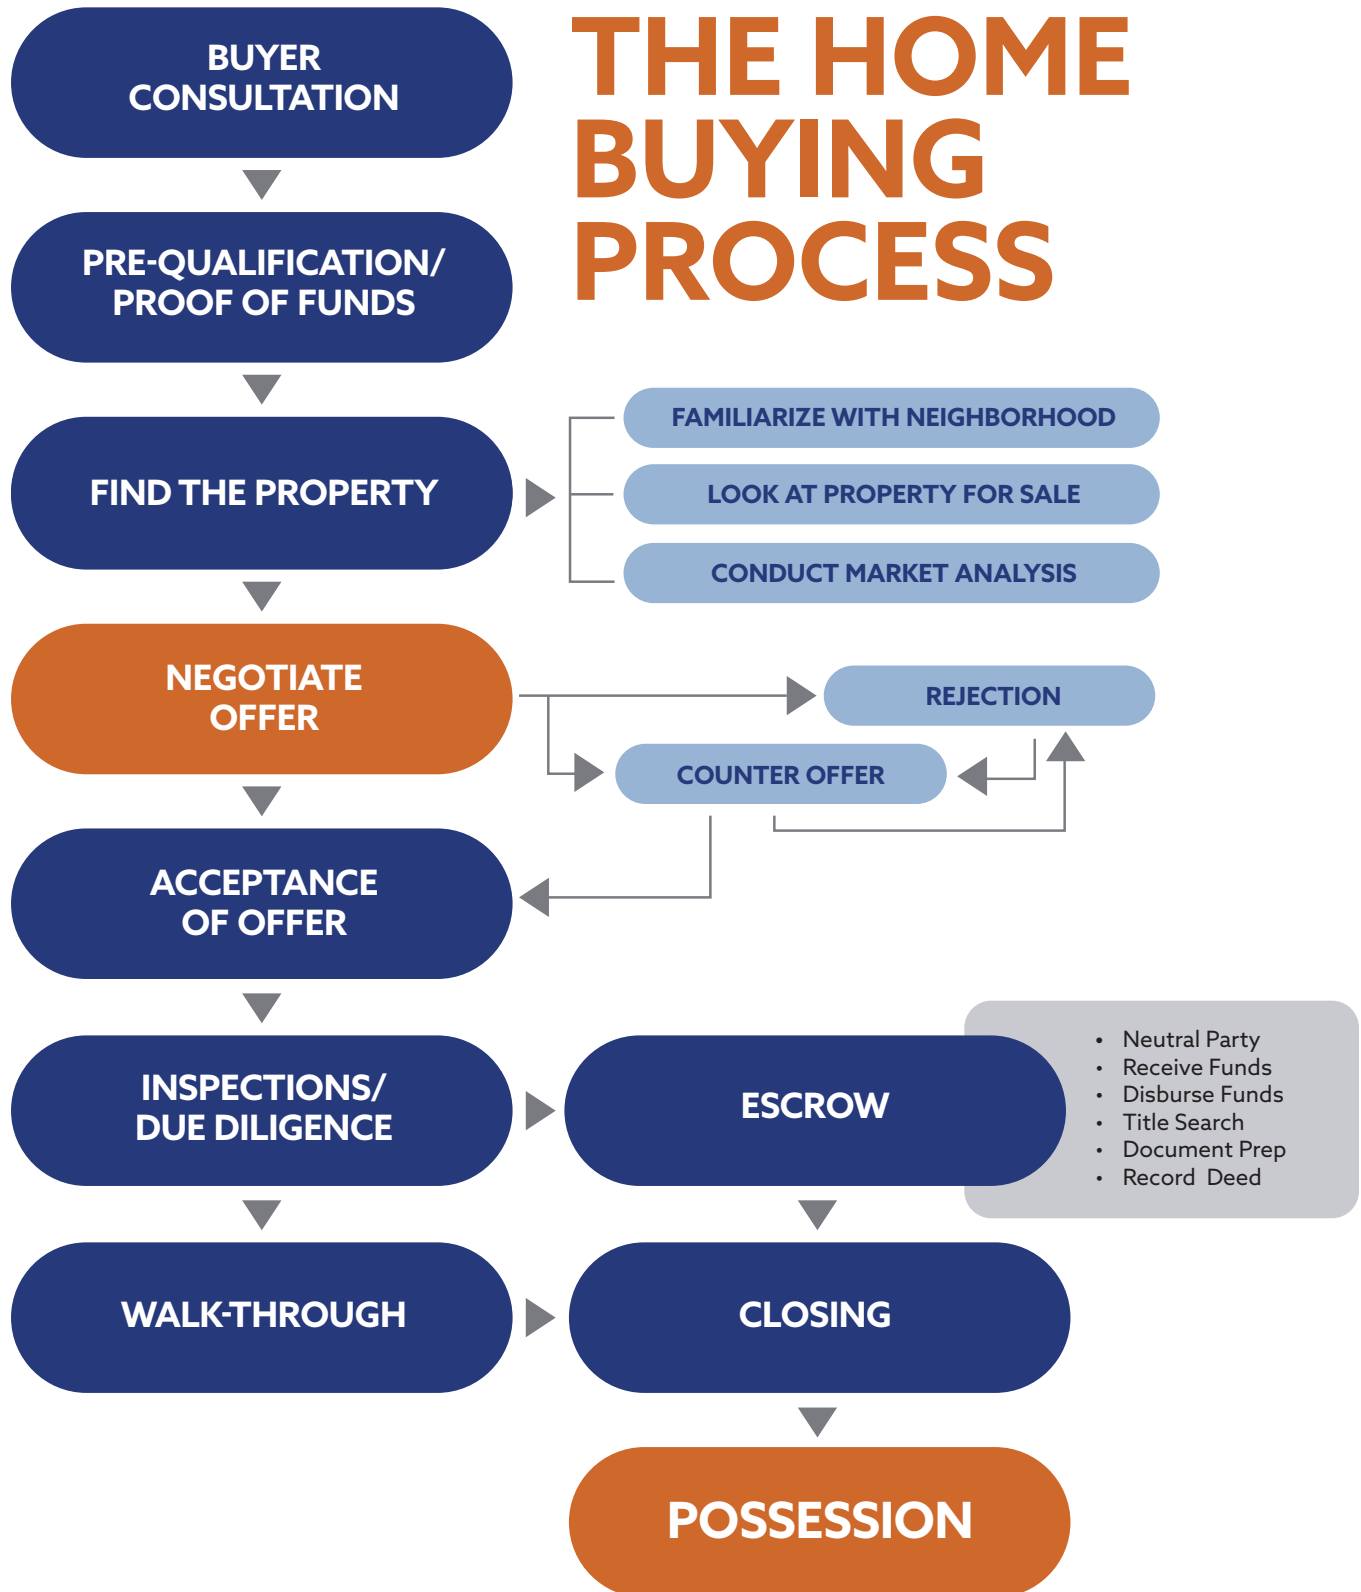 THE HOME
BUYING
PROCESS
BUYER
CONSULTATION
PRE-QUALIFICATION/
PROOF OF FUNDS
FIND THE PROPERTY
FAMILIARIZE WITH NEIGHBORHOOD
LOOK AT PROPERTY FOR SALE
CONDUCT MARKET ANALYSIS
NEGOTIATE
OFFER
REJECTION
COUNTER OFFER
ACCEPTANCE
OF OFFER
INSPECTIONS/
DUE DILIGENCE
ESCROW
• Neutral Party
• Receive Funds
• Disburse Funds
• Title Search
• Document Prep
• Record Deed
WALK-THROUGH
CLOSING
POSSESSION